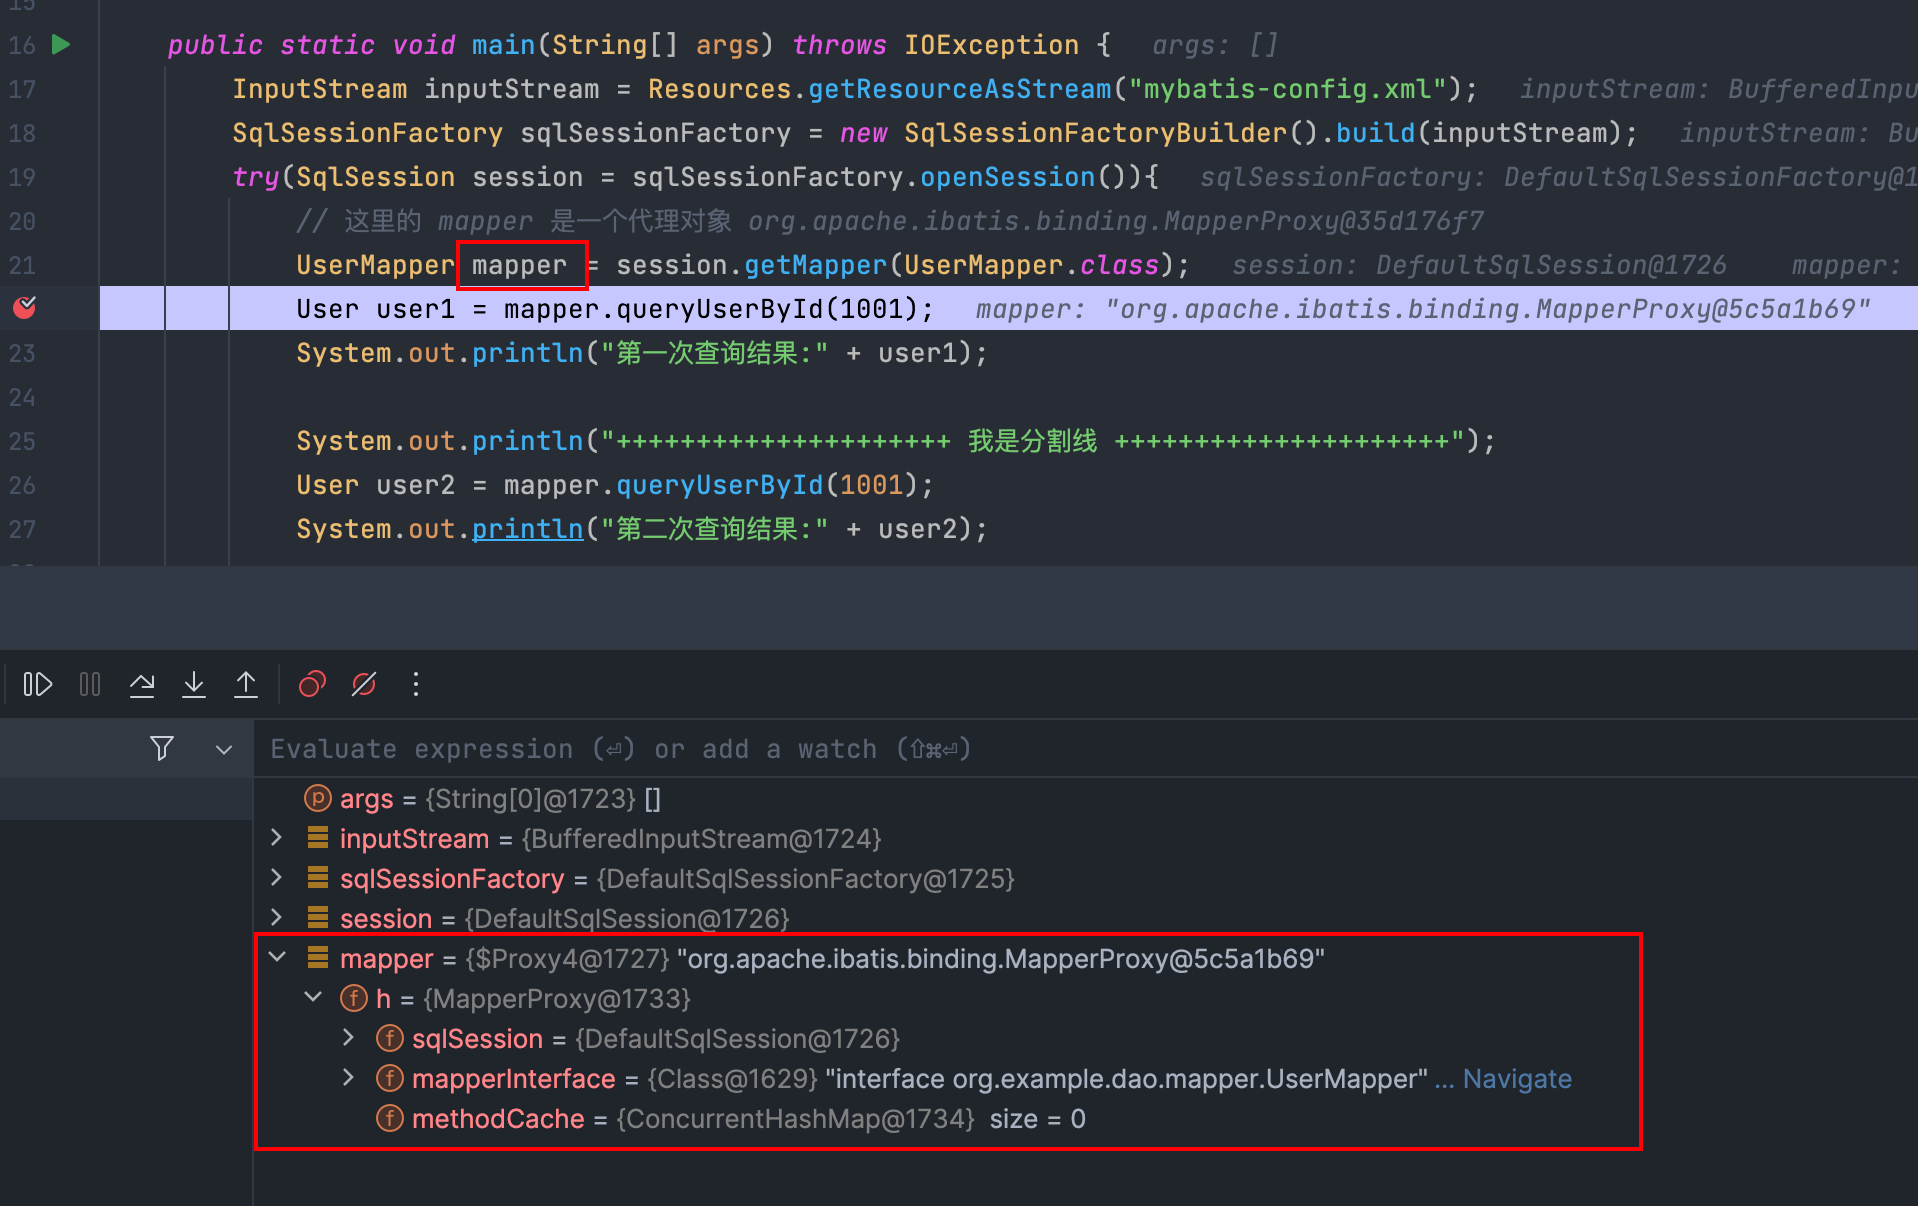 15
16 public static void main(String[] args) throws IOException { args: []
17 InputStream inputStream = Resources.getResourceAsStream("mybatis-config.xml"); inputStream: BufferedInpu
18 SqlSessionFactory sqlSessionFactory = new SqlSessionFactoryBuilder().build(inputStream); inputStream: Bu
19 try(SqlSession session = sqlSessionFactory.openSession()){ sqlSessionFactory: DefaultSqlSessionFactory@1
20 // 这里的 mapper 是一个代理对象 org.apache.ibatis.binding.MapperProxy@35d176f7
21 UserMapper mapper = session.getMapper(UserMapper.class); session: DefaultSqlSession@1726 mapper:
User user1 = mapper.queryUserById(1001); mapper: "org.apache.ibatis.binding.MapperProxy@5c5a1b69"
23 System.out.println("第一次查询结果:" + user1);
24
25 System.out.println("+++++++++++++++++++++ 我是分割线 +++++++++++++++++++++");
26 User user2 = mapper.queryUserById(1001);
27 System.out.println("第二次查询结果:" + user2);
Evaluate expression (⏎) or add a watch (⇧⌘⏎)
p args = {String[0]@1723} []
inputStream = {BufferedInputStream@1724}
sqlSessionFactory = {DefaultSqlSessionFactory@1725}
session = {DefaultSqlSession@1726}
mapper = {$Proxy4@1727} "org.apache.ibatis.binding.MapperProxy@5c5a1b69"
f h = {MapperProxy@1733}
f sqlSession = {DefaultSqlSession@1726}
f mapperInterface = {Class@1629} "interface org.example.dao.mapper.UserMapper" ... Navigate
f methodCache = {ConcurrentHashMap@1734} size = 0